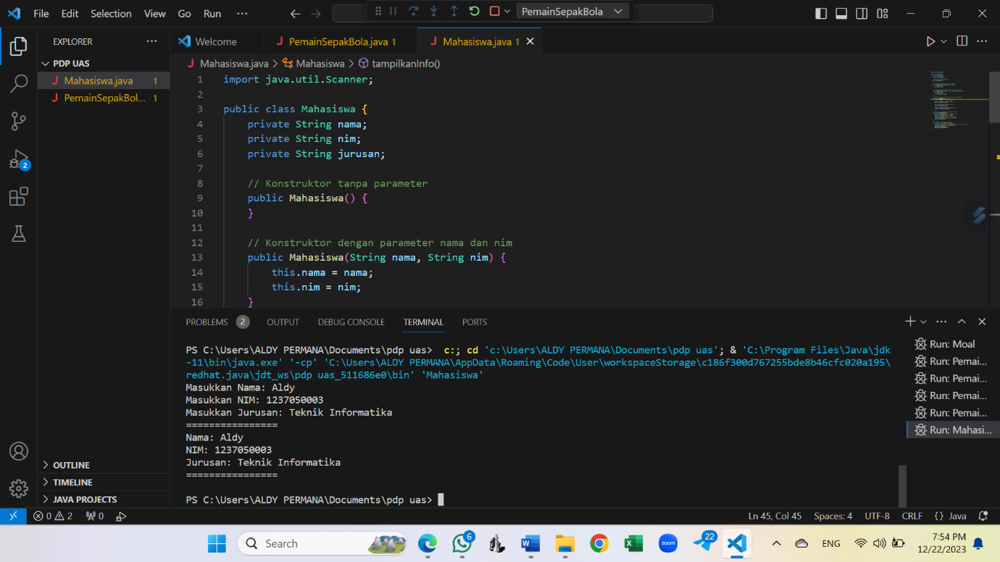 File Edit Selection View Go Run ···
PemainSepakBola
EXPLORER ···
PDP UAS
Mahasiswa.java 1
PemainSepakBol... 1
Welcome
PemainSepakBola.java 1
Mahasiswa.java 1
Mahasiswa.java > Mahasiswa > tampilkanInfo()
1 import java.util.Scanner;
2
3 public class Mahasiswa {
4 private String nama;
5 private String nim;
6 private String jurusan;
7
8 // Konstruktor tanpa parameter
9 public Mahasiswa() {
10 }
11
12 // Konstruktor dengan parameter nama dan nim
13 public Mahasiswa(String nama, String nim) {
14 this.nama = nama;
15 this.nim = nim;
16 }
PROBLEMS 2 OUTPUT DEBUG CONSOLE TERMINAL PORTS
PS C:\Users\ALDY PERMANA\Documents\pdp uas> c:; cd 'c:\Users\ALDY PERMANA\Documents\pdp uas'; & 'C:\Program Files\Java\jdk
-11\bin\java.exe' '-cp' 'C:\Users\ALDY PERMANA\AppData\Roaming\Code\User\workspaceStorage\c186f300d767255bde8b46cfc020a195\
redhat.java\jdt_ws\pdp uas_511686e0\bin' 'Mahasiswa'
Masukkan Nama: Aldy
Masukkan NIM: 1237050003
Masukkan Jurusan: Teknik Informatika
================
Nama: Aldy
NIM: 1237050003
Jurusan: Teknik Informatika
================
PS C:\Users\ALDY PERMANA\Documents\pdp uas>
Run: Moal
Run: Pemai...
Run: Pemai...
Run: Pemai...
Run: Pemai...
Run: Mahasi...
2
OUTLINE
TIMELINE
JAVA PROJECTS
0 2 0
Ln 45, Col 45 Spaces: 4 UTF-8 CRLF {} Java
Search
6
zoom
22
ENG
7:54 PM
12/22/2023